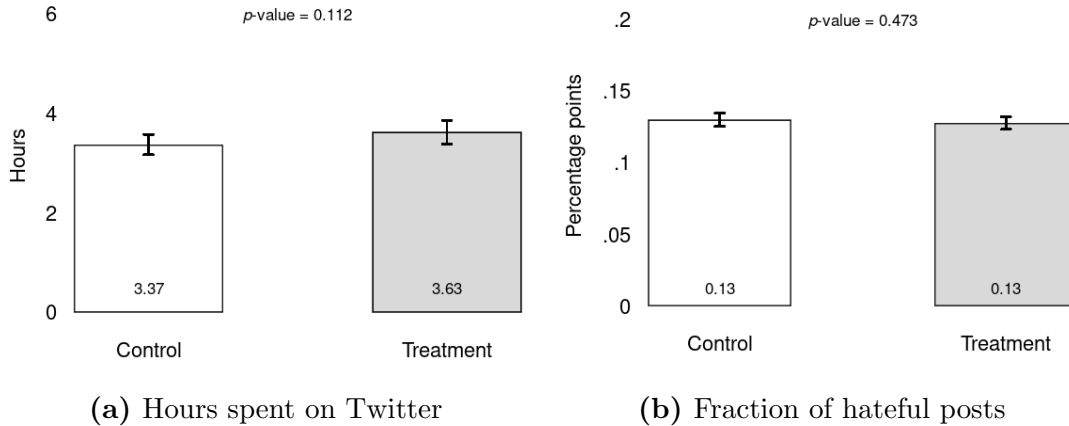 p-value = 0.112
6
4
2
0
Hours
3.37
3.63
Control
Treatment
(a) Hours spent on Twitter
p-value = 0.473
.2
.15
.1
.05
0
Percentage points
0.13
0.13
Control
Treatment
(b) Fraction of hateful posts